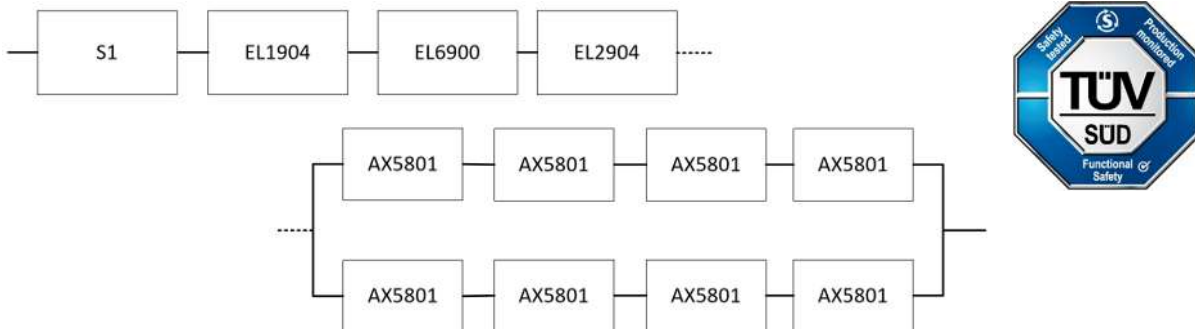 S1 EL1904 EL6900 EL2904
AX5801 AX5801 AX5801 AX5801
AX5801 AX5801 AX5801 AX5801
Safety tested
S
Production monitored
TÜV
SÜD
Functional Safety